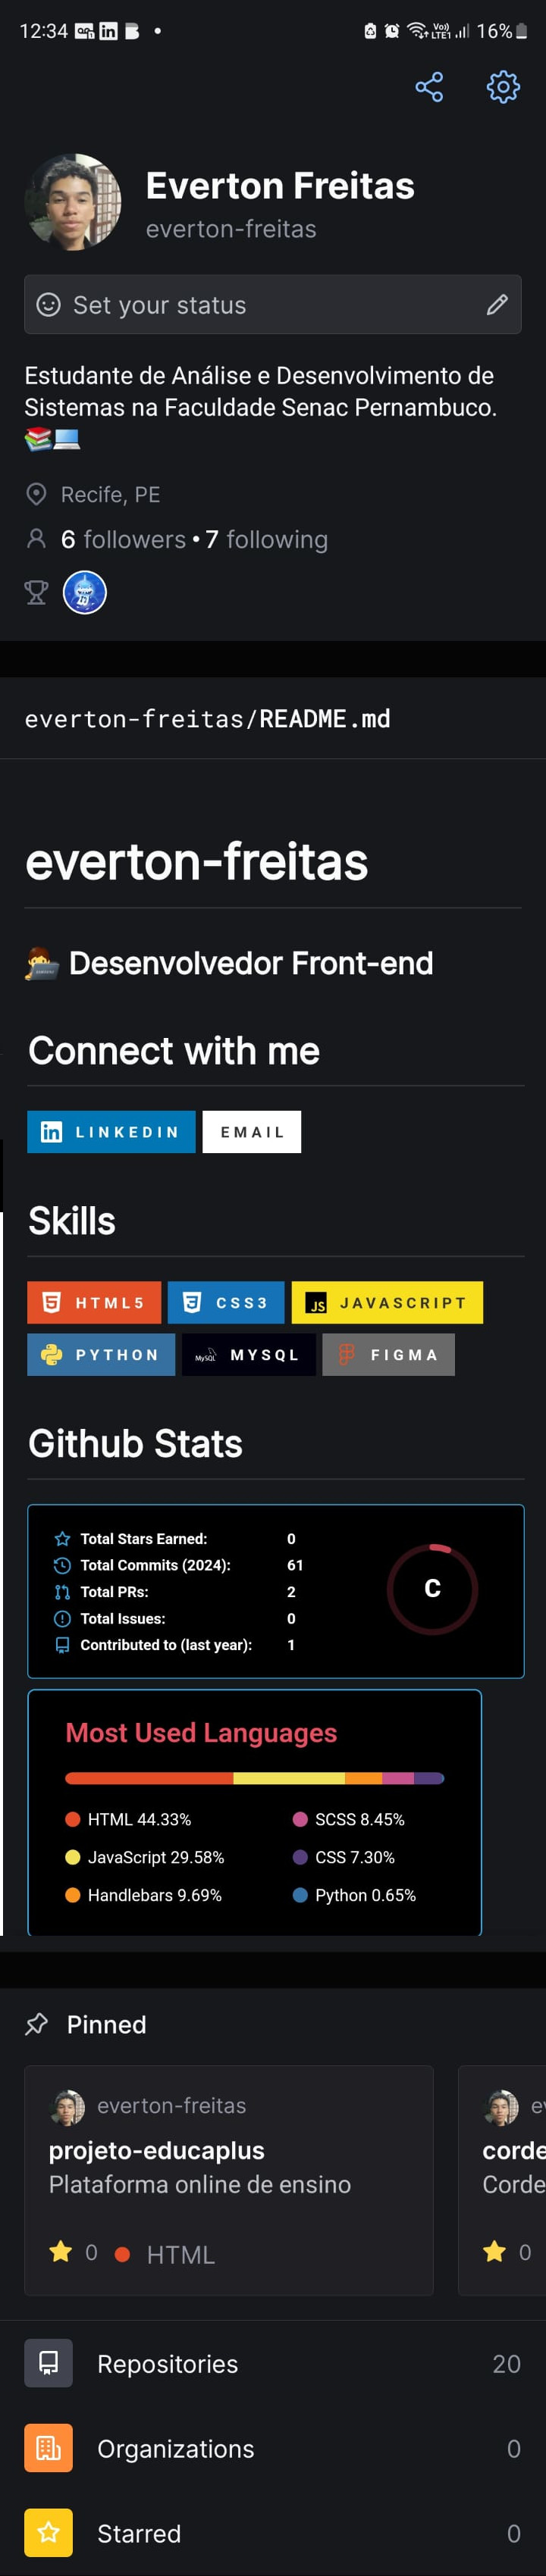 12:34
Vo))
LTE1
16%
Everton Freitas
everton-freitas
Set your status
Estudante de Análise e Desenvolvimento de
Sistemas na Faculdade Senac Pernambuco.
Recife, PE
6 followers • 7 following
everton-freitas/README.md
everton-freitas
Desenvolvedor Front-end
Connect with me
in LINKEDIN EMAIL
Skills
HTML5 CSS3 JS JAVASCRIPT
PYTHON MySQL MYSQL FIGMA
Github Stats
Total Stars Earned: 0
Total Commits (2024): 61
Total PRs: 2
Total Issues: 0
Contributed to (last year): 1
C
Most Used Languages
HTML 44.33% SCSS 8.45%
JavaScript 29.58% CSS 7.30%
Handlebars 9.69% Python 0.65%
Pinned
everton-freitas ev
projeto-educaplus corde
Plataforma online de ensino Corde
0 HTML 0
Repositories 20
Organizations 0
Starred 0